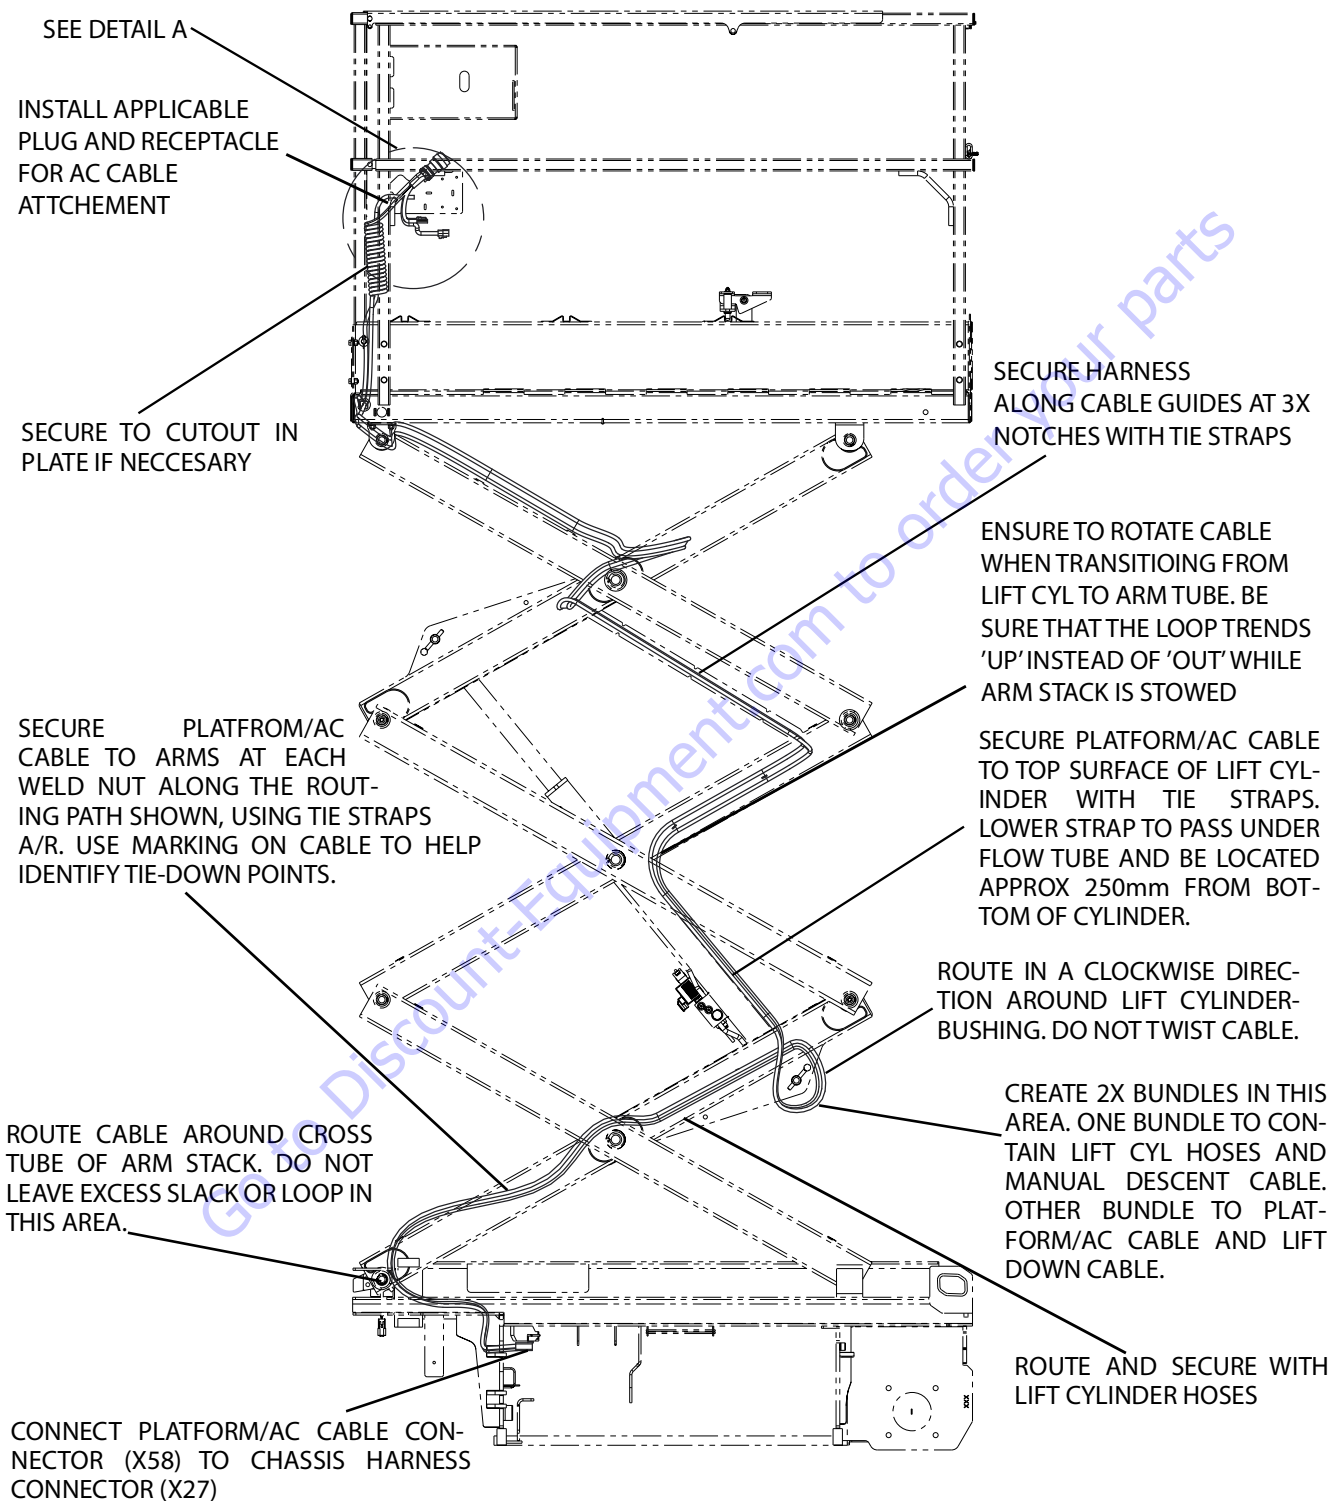 SEE DETAIL A
INSTALL APPLICABLE
PLUG AND RECEPTACLE
FOR AC CABLE
ATTCHEMENT
SECURE TO CUTOUT IN
PLATE IF NECCESARY
SECURE HARNESS
ALONG CABLE GUIDES AT 3X
NOTCHES WITH TIE STRAPS
ENSURE TO ROTATE CABLE
WHEN TRANSITIOING FROM
LIFT CYL TO ARM TUBE. BE
SURE THAT THE LOOP TRENDS
'UP' INSTEAD OF 'OUT' WHILE
ARM STACK IS STOWED
SECURE PLATFROM/AC
CABLE TO ARMS AT EACH
WELD NUT ALONG THE ROUT-
ING PATH SHOWN, USING TIE STRAPS
A/R. USE MARKING ON CABLE TO HELP
IDENTIFY TIE-DOWN POINTS.
SECURE PLATFORM/AC CABLE
TO TOP SURFACE OF LIFT CYL-
INDER WITH TIE STRAPS.
LOWER STRAP TO PASS UNDER
FLOW TUBE AND BE LOCATED
APPROX 250mm FROM BOT-
TOM OF CYLINDER.
ROUTE IN A CLOCKWISE DIREC-
TION AROUND LIFT CYLINDER-
BUSHING. DO NOT TWIST CABLE.
CREATE 2X BUNDLES IN THIS
AREA. ONE BUNDLE TO CON-
TAIN LIFT CYL HOSES AND
MANUAL DESCENT CABLE.
OTHER BUNDLE TO PLAT-
FORM/AC CABLE AND LIFT
DOWN CABLE.
ROUTE CABLE AROUND CROSS
TUBE OF ARM STACK. DO NOT
LEAVE EXCESS SLACK OR LOOP IN
THIS AREA.
ROUTE AND SECURE WITH
LIFT CYLINDER HOSES
XXX
CONNECT PLATFORM/AC CABLE CON-
NECTOR (X58) TO CHASSIS HARNESS
CONNECTOR (X27)
Go to Discount-Equipment.com to order your parts